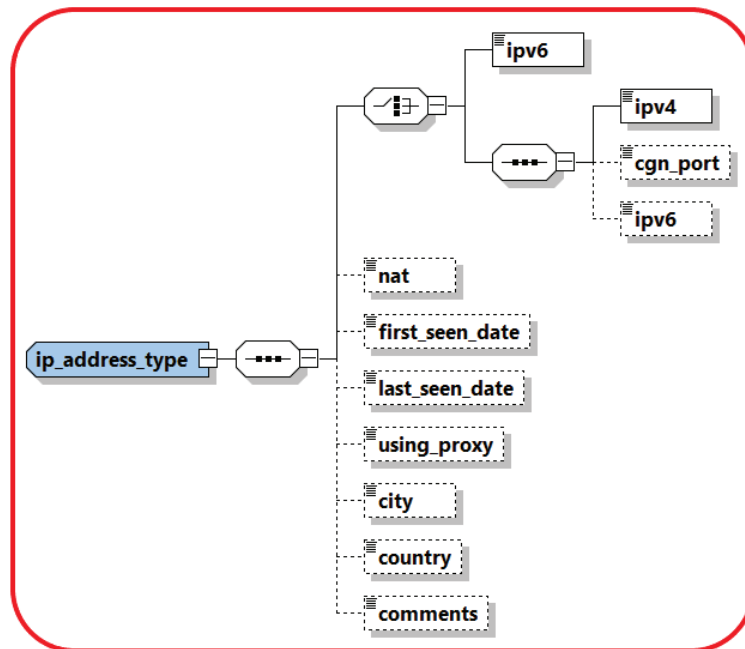 ipv6
ipv4
cgn_port
ipv6
nat
first_seen_date
ip_address_type
last_seen_date
using_proxy
city
country
comments